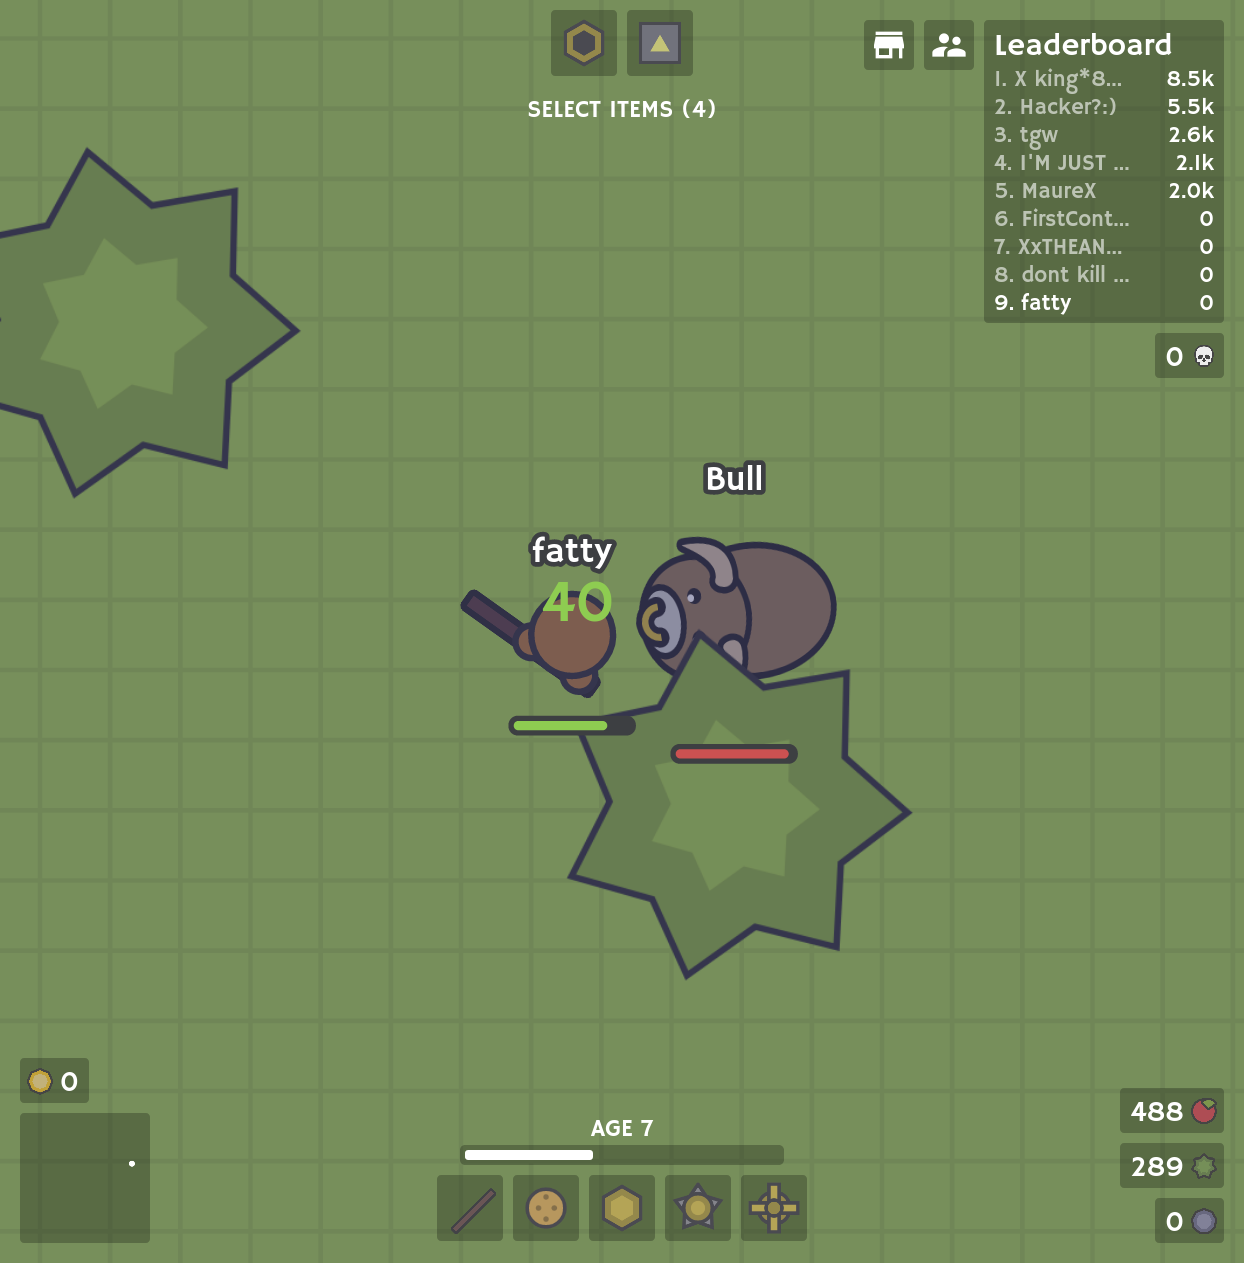 SELECT ITEMS (4)
Leaderboard
1. X king*8... 8.5k
2. Hacker?:) 5.5k
3. tgw 2.6k
4. I'M JUST ... 2.1k
5. MaureX 2.0k
6. FirstCont... 0
7. XxTHEAN... 0
8. dont kill ... 0
9. fatty 0
0
Bull
fatty
40
0
AGE 7
488
289
0